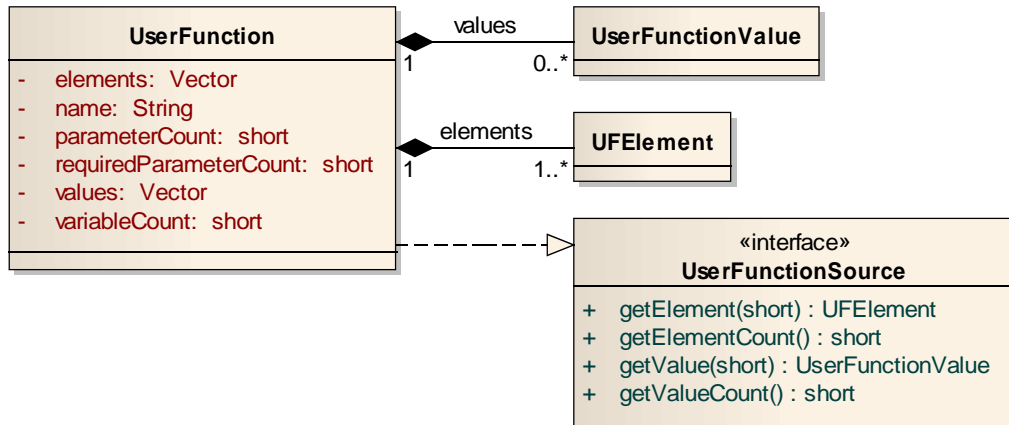 UserFunction
- elements: Vector
- name: String
- parameterCount: short
- requiredParameterCount: short
- values: Vector
- variableCount: short
values
1
0..*
UserFunctionValue
elements
1
1..*
UFElement
«interface»
UserFunctionSource
+ getElement(short) : UFElement
+ getElementCount() : short
+ getValue(short) : UserFunctionValue
+ getValueCount() : short